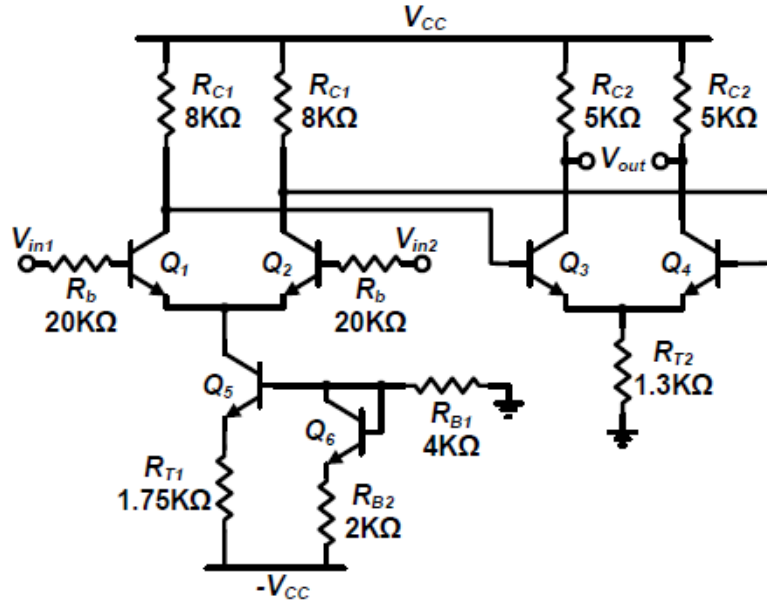 V_CC
R_C1
8KΩ
R_C1
8KΩ
R_C2
5KΩ
R_C2
5KΩ
V_out
V_in1
R_b
20KΩ
Q_1
Q_2
V_in2
R_b
20KΩ
Q_3
Q_4
Q_5
R_T1
1.75KΩ
Q_6
R_B1
4KΩ
R_B2
2KΩ
R_T2
1.3KΩ
-V_CC